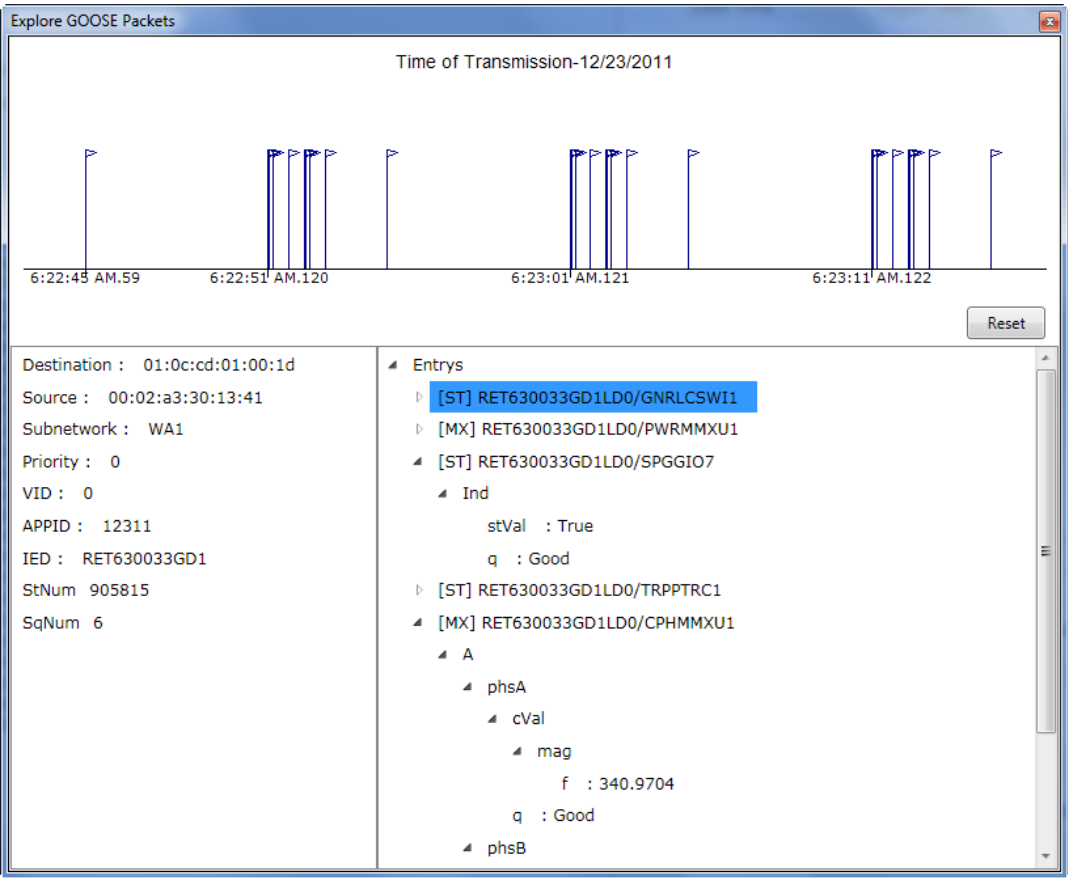 Explore GOOSE Packets
Time of Transmission-12/23/2011
6:22:45 AM.59 6:22:51 AM.120 6:23:01 AM.121 6:23:11 AM.122
Reset
Destination : 01:0c:cd:01:00:1d
Source : 00:02:a3:30:13:41
Subnetwork : WA1
Priority : 0
VID : 0
APPID : 12311
IED : RET630033GD1
StNum 905815
SqNum 6
Entrys
[ST] RET630033GD1LD0/GNRLCSWI1
[MX] RET630033GD1LD0/PWRMMXU1
[ST] RET630033GD1LD0/SPGGIO7
Ind
stVal : True
q : Good
[ST] RET630033GD1LD0/TRPPTRC1
[MX] RET630033GD1LD0/CPHMMXU1
A
phsA
cVal
mag
f : 340.9704
q : Good
phsB